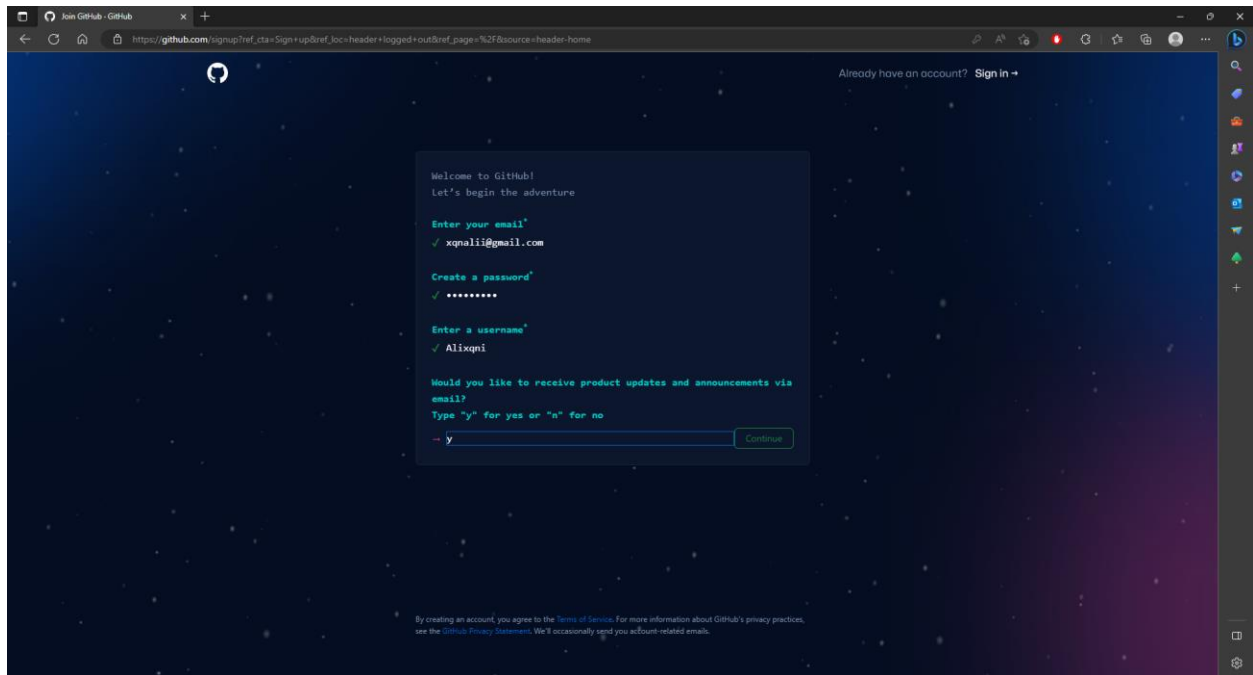 Join GitHub · GitHub
https://github.com/signup?ref_cta=Sign+up&ref_loc=header+logged+out&ref_page=%2F&source=header-home
Already have an account? Sign in →
Welcome to GitHub!
Let's begin the adventure
Enter your email*
✓ xqnalii@gmail.com
Create a password*
✓ •••••••••
Enter a username*
✓ Alixqni
Would you like to receive product updates and announcements via
email?
Type "y" for yes or "n" for no
→ y Continue
By creating an account, you agree to the Terms of Service. For more information about GitHub's privacy practices,
see the GitHub Privacy Statement. We'll occasionally send you account-related emails.